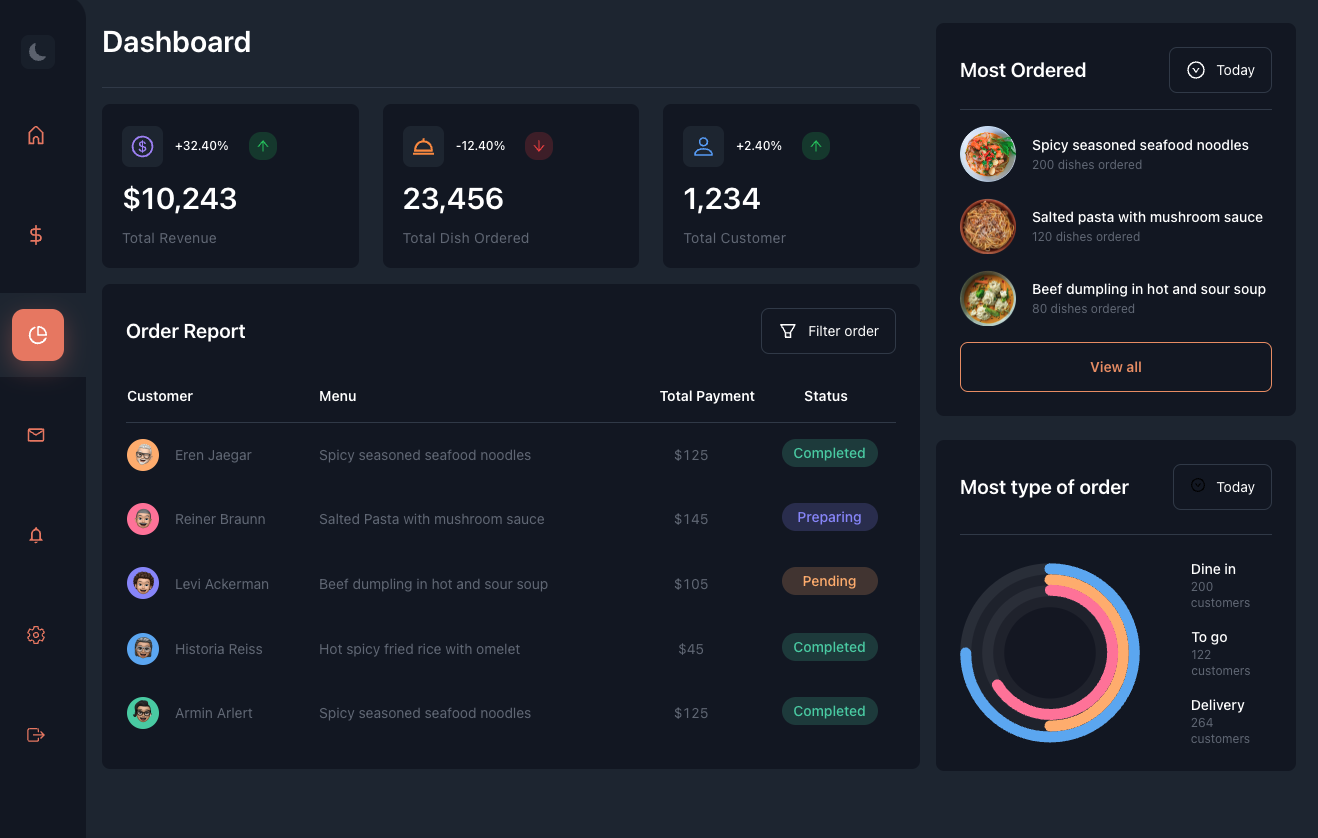 Dashboard
+32.40%
$10,243
Total Revenue
-12.40%
23,456
Total Dish Ordered
+2.40%
1,234
Total Customer
Order Report
Filter order
Customer Menu Total Payment Status
Eren Jaegar Spicy seasoned seafood noodles $125 Completed
Reiner Braunn Salted Pasta with mushroom sauce $145 Preparing
Levi Ackerman Beef dumpling in hot and sour soup $105 Pending
Historia Reiss Hot spicy fried rice with omelet $45 Completed
Armin Arlert Spicy seasoned seafood noodles $125 Completed
Most Ordered
Today
Spicy seasoned seafood noodles
200 dishes ordered
Salted pasta with mushroom sauce
120 dishes ordered
Beef dumpling in hot and sour soup
80 dishes ordered
View all
Most type of order
Today
Dine in
200
customers
To go
122
customers
Delivery
264
customers